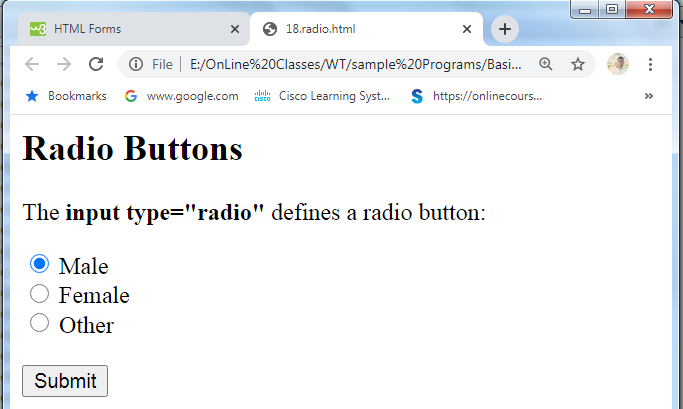 HTML Forms
18.radio.html
File
E:/OnLine%20Classes/WT/sample%20Programs/Basi...
Bookmarks
www.google.com
Cisco Learning Syst...
https://onlinecours...
Radio Buttons
The input type="radio" defines a radio button:
Male
Female
Other
Submit